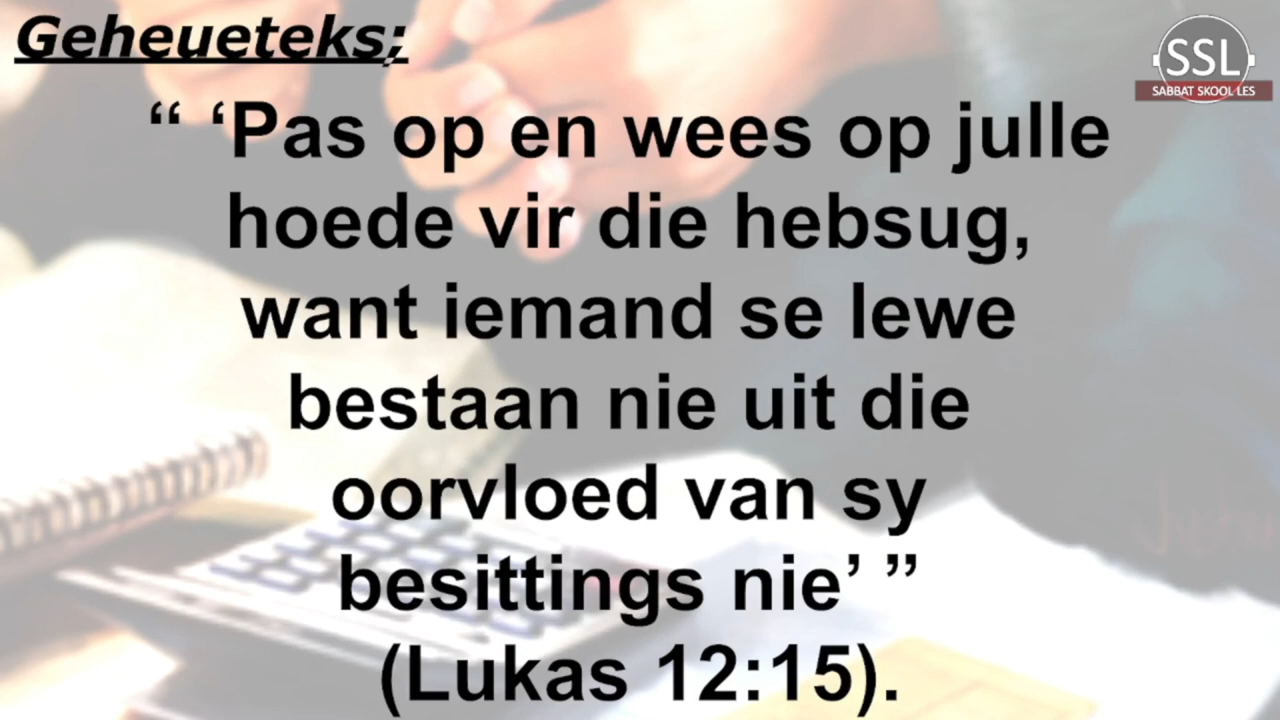 Geheueteks;
SSL
SABBAT SKOOL LES
“ ‘Pas op en wees op julle
hoede vir die hebsug,
want iemand se lewe
bestaan nie uit die
oorvloed van sy
besittings nie’ ”
(Lukas 12:15).